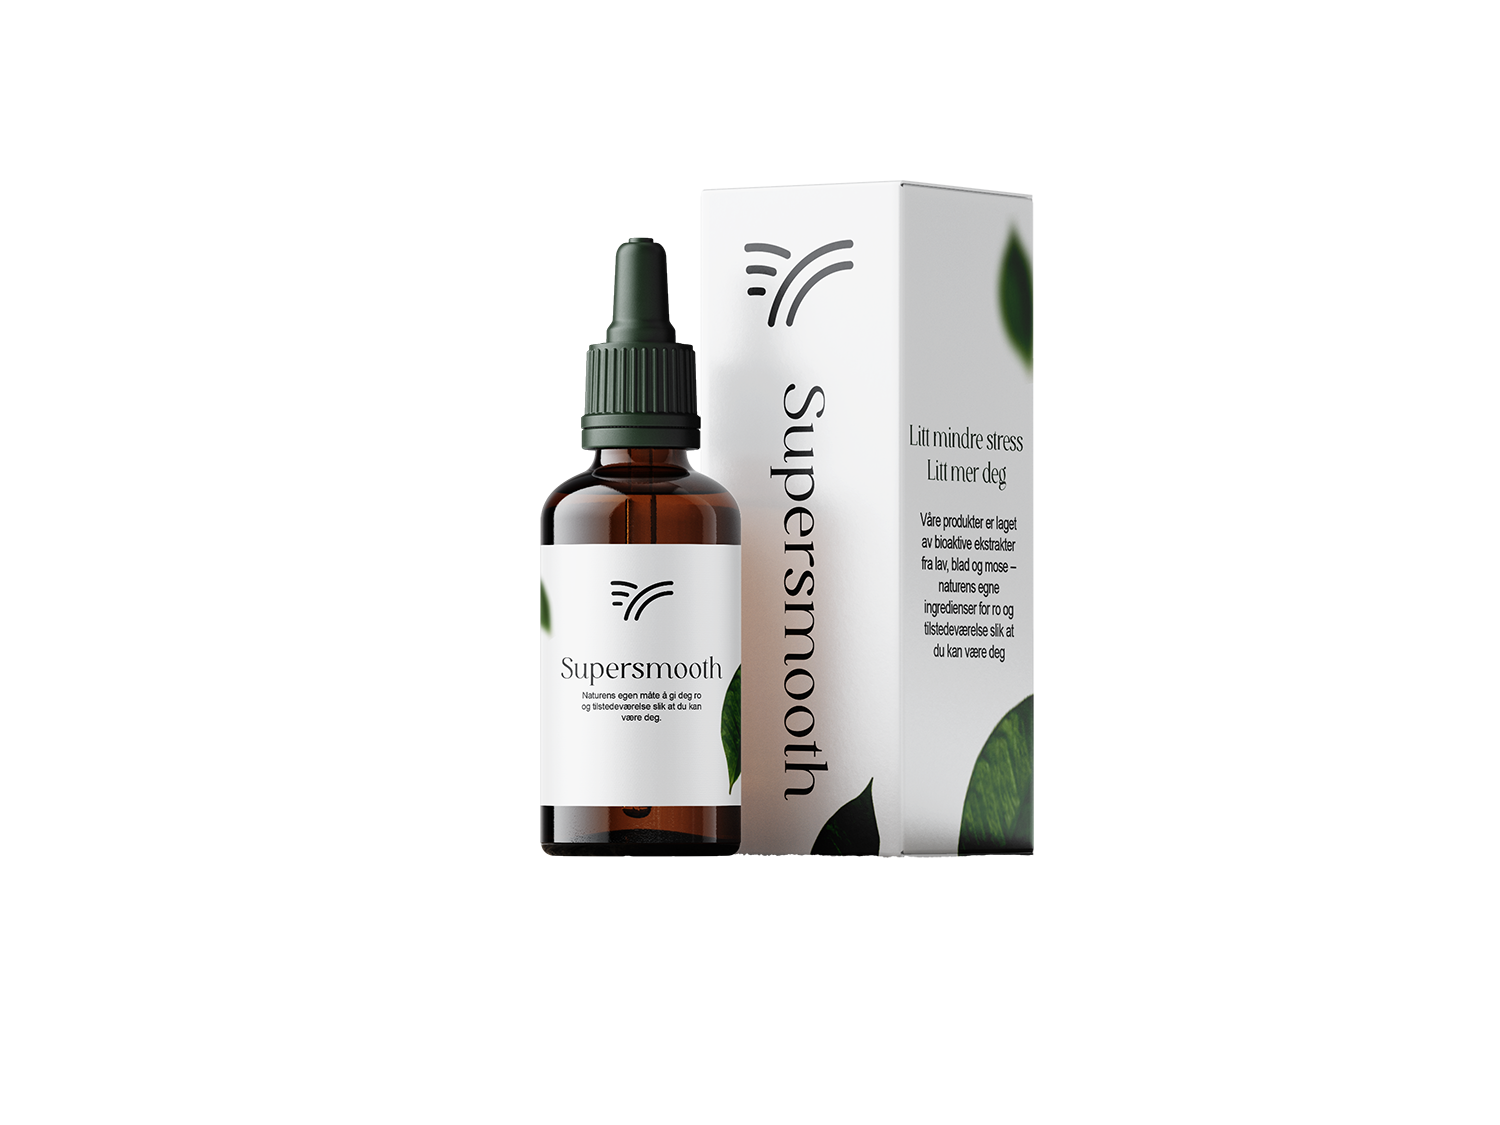 Supersmooth
Naturens egen måte å gi deg ro
og tilstedeværelse slik at du kan
være deg.
Supersmooth
Litt mindre stress
Litt mer deg
Våre produkter er laget
av bioaktive ekstrakter
fra lav, blad og mose –
naturens egne
ingredienser for ro og
tilstedeværelse slik at
du kan være deg